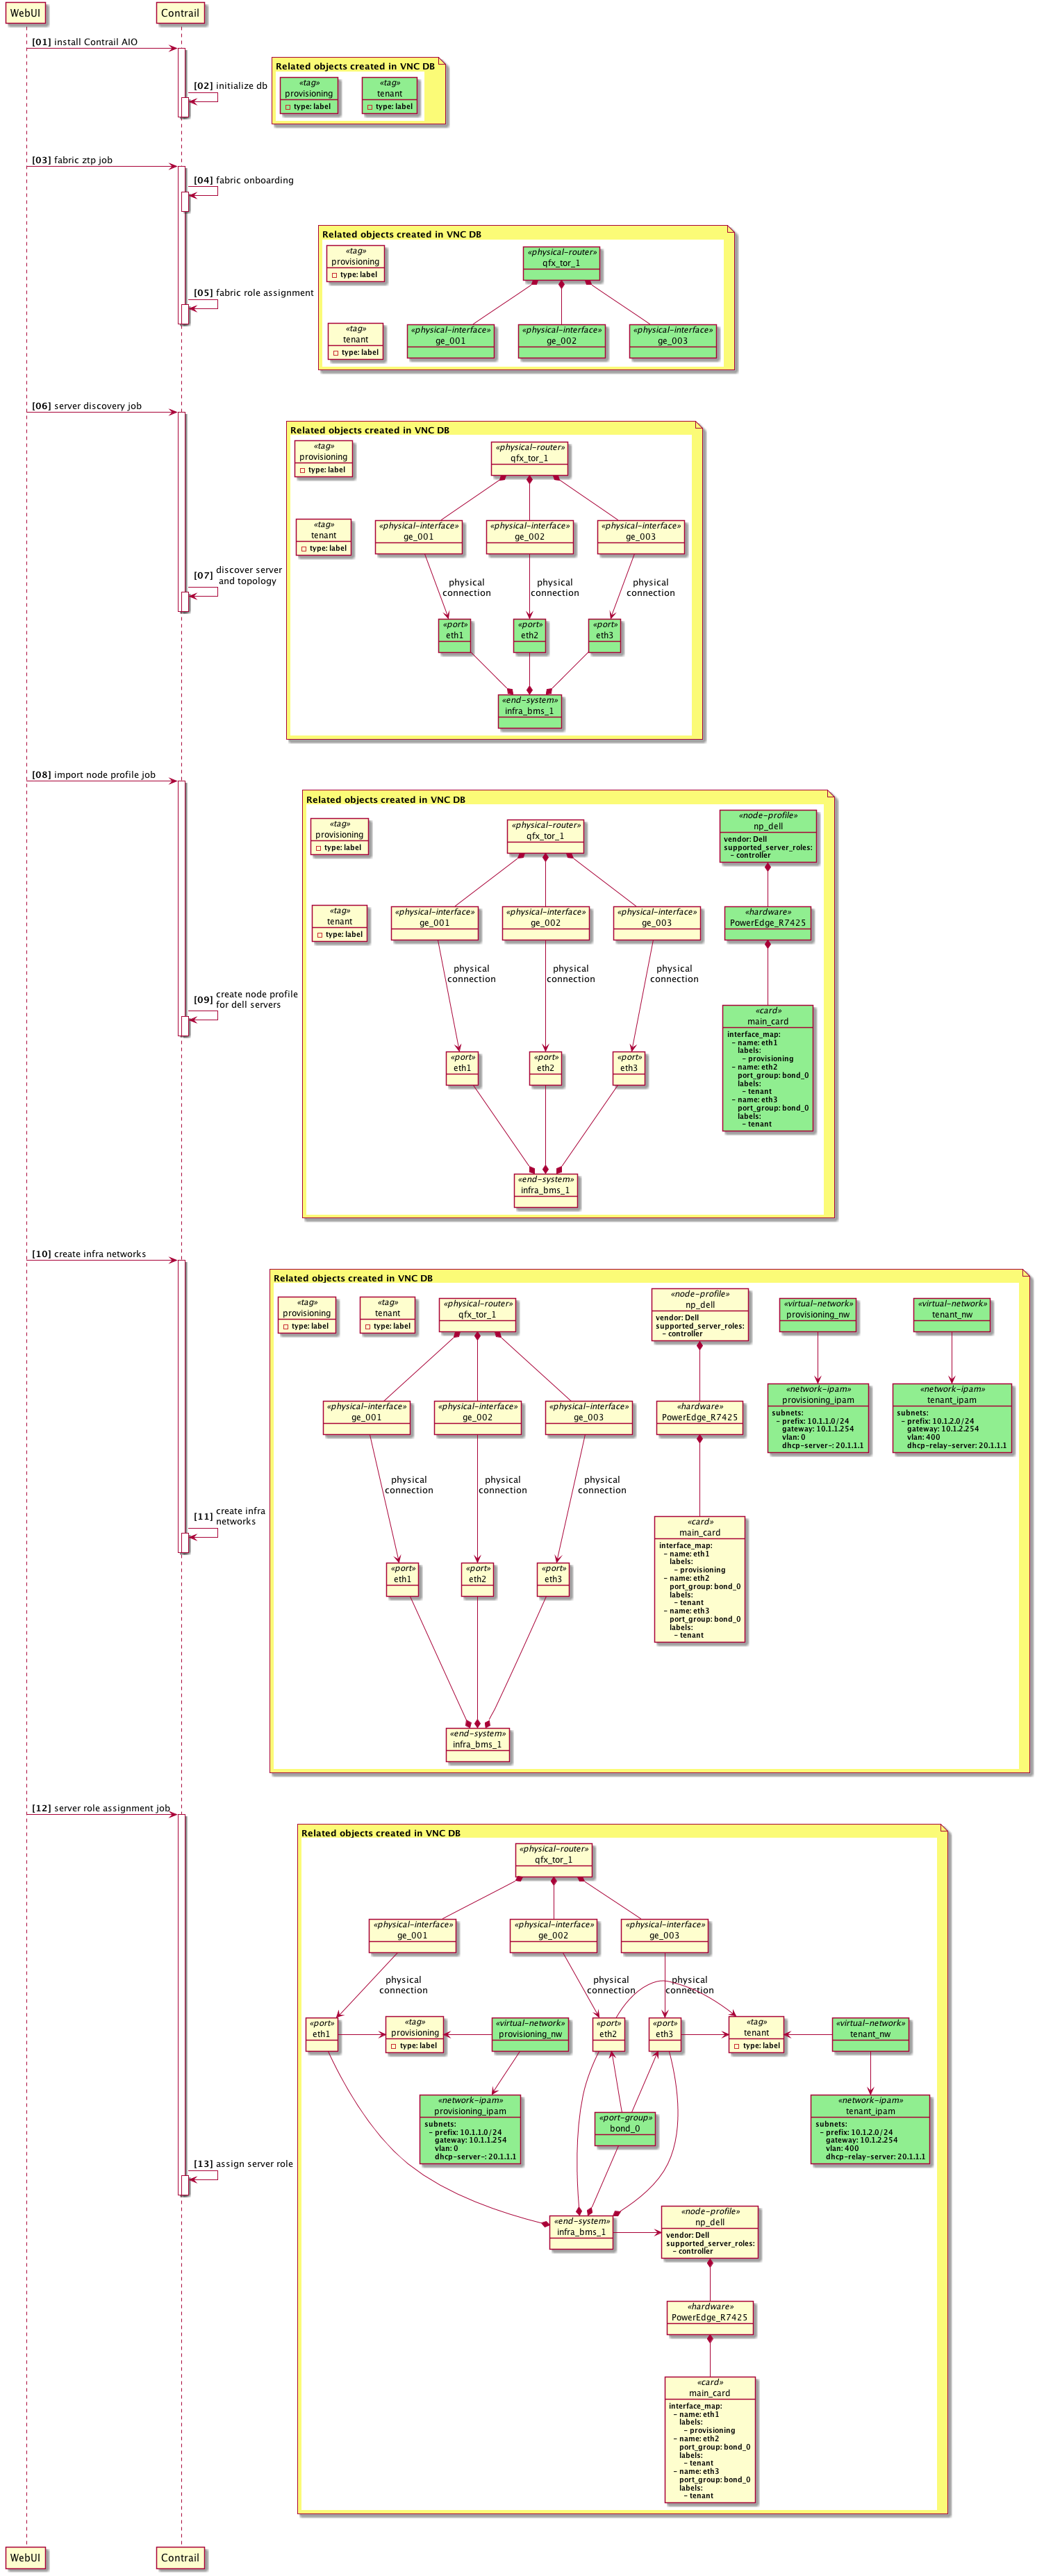 WebUI
Contrail
[01] install Contrail AIO
[02] initialize db
Related objects created in VNC DB
«tag»
provisioning
type: label
«tag»
tenant
type: label
[03] fabric ztp job
[04] fabric onboarding
[05] fabric role assignment
Related objects created in VNC DB
«tag»
provisioning
type: label
«physical-router»
qfx_tor_1
«tag»
tenant
type: label
«physical-interface»
ge_001
«physical-interface»
ge_002
«physical-interface»
ge_003
[06] server discovery job
[07] discover server
and topology
Related objects created in VNC DB
«tag»
provisioning
type: label
«physical-router»
qfx_tor_1
«tag»
tenant
type: label
«physical-interface»
ge_001
«physical-interface»
ge_002
«physical-interface»
ge_003
physical
connection
physical
connection
physical
connection
«port»
eth1
«port»
eth2
«port»
eth3
«end-system»
infra_bms_1
[08] import node profile job
[09] create node profile
for dell servers
Related objects created in VNC DB
«tag»
provisioning
type: label
«physical-router»
qfx_tor_1
«node-profile»
np_dell
vendor: Dell
supported_server_roles:
- controller
«tag»
tenant
type: label
«physical-interface»
ge_001
«physical-interface»
ge_002
«physical-interface»
ge_003
«hardware»
PowerEdge_R7425
physical
connection
physical
connection
physical
connection
«port»
eth1
«port»
eth2
«port»
eth3
«card»
main_card
interface_map:
- name: eth1
labels:
- provisioning
- name: eth2
port_group: bond_0
labels:
- tenant
- name: eth3
port_group: bond_0
labels:
- tenant
«end-system»
infra_bms_1
[10] create infra networks
[11] create infra
networks
Related objects created in VNC DB
«tag»
provisioning
type: label
«tag»
tenant
type: label
«physical-router»
qfx_tor_1
«node-profile»
np_dell
vendor: Dell
supported_server_roles:
- controller
«virtual-network»
provisioning_nw
«virtual-network»
tenant_nw
«physical-interface»
ge_001
«physical-interface»
ge_002
«physical-interface»
ge_003
«hardware»
PowerEdge_R7425
«network-ipam»
provisioning_ipam
subnets:
- prefix: 10.1.1.0/24
gateway: 10.1.1.254
vlan: 0
dhcp-server-: 20.1.1.1
«network-ipam»
tenant_ipam
subnets:
- prefix: 10.1.2.0/24
gateway: 10.1.2.254
vlan: 400
dhcp-relay-server: 20.1.1.1
physical
connection
physical
connection
physical
connection
«port»
eth1
«port»
eth2
«port»
eth3
«card»
main_card
interface_map:
- name: eth1
labels:
- provisioning
- name: eth2
port_group: bond_0
labels:
- tenant
- name: eth3
port_group: bond_0
labels:
- tenant
«end-system»
infra_bms_1
[12] server role assignment job
[13] assign server role
Related objects created in VNC DB
«physical-router»
qfx_tor_1
«physical-interface»
ge_001
«physical-interface»
ge_002
«physical-interface»
ge_003
physical
connection
physical
connection
physical
connection
«port»
eth1
«tag»
provisioning
type: label
«virtual-network»
provisioning_nw
«port»
eth2
«port»
eth3
«tag»
tenant
type: label
«virtual-network»
tenant_nw
«network-ipam»
provisioning_ipam
subnets:
- prefix: 10.1.1.0/24
gateway: 10.1.1.254
vlan: 0
dhcp-server-: 20.1.1.1
«port-group»
bond_0
«network-ipam»
tenant_ipam
subnets:
- prefix: 10.1.2.0/24
gateway: 10.1.2.254
vlan: 400
dhcp-relay-server: 20.1.1.1
«end-system»
infra_bms_1
«node-profile»
np_dell
vendor: Dell
supported_server_roles:
- controller
«hardware»
PowerEdge_R7425
«card»
main_card
interface_map:
- name: eth1
labels:
- provisioning
- name: eth2
port_group: bond_0
labels:
- tenant
- name: eth3
port_group: bond_0
labels:
- tenant
WebUI
Contrail